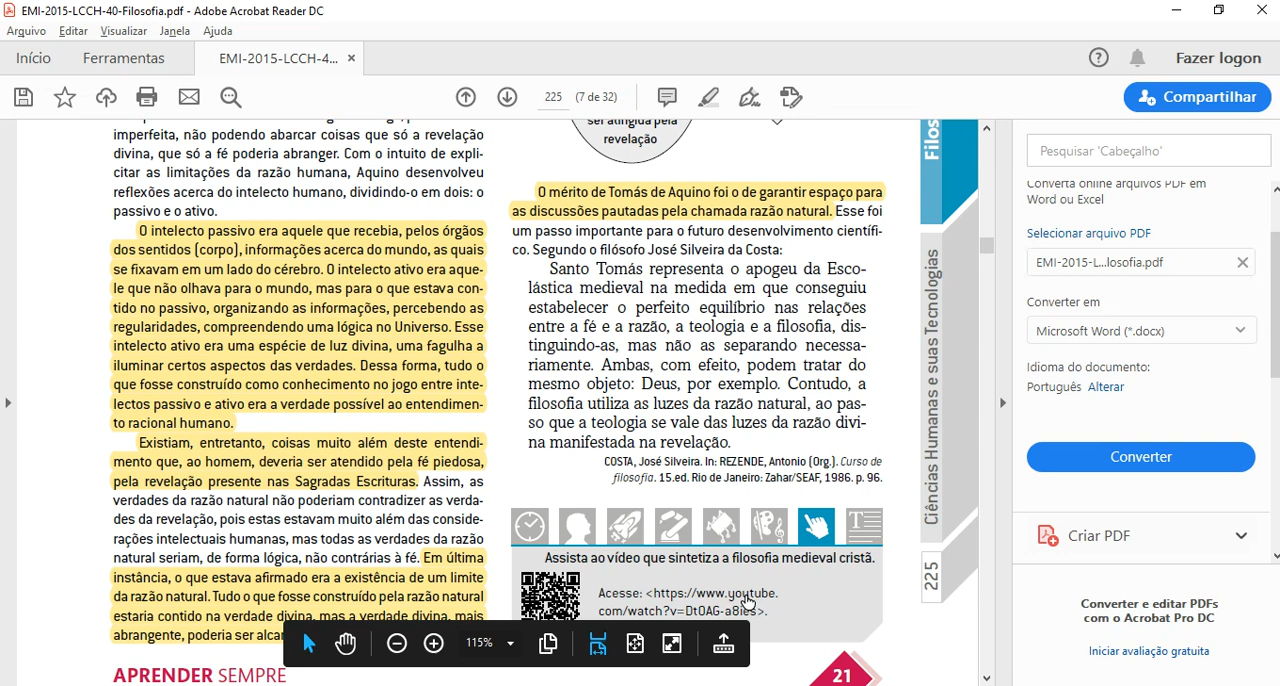 EMI-2015-LCCH-40-Filosofia.pdf - Adobe Acrobat Reader DC
Arquivo Editar Visualizar Janela Ajuda
Início Ferramentas EMI-2015-LCCH-4... × Fazer logon
225 (7 de 32) Compartilhar
imperfeita, não podendo abarcar coisas que só a revelação
divina, que só a fé poderia abranger. Com o intuito de expli-
citar as limitações da razão humana, Aquino desenvolveu
reflexões acerca do intelecto humano, dividindo-o em dois: o
passivo e o ativo.
O intelecto passivo era aquele que recebia, pelos órgãos
dos sentidos (corpo), informações acerca do mundo, as quais
se fixavam em um lado do cérebro. O intelecto ativo era aque-
le que não olhava para o mundo, mas para o que estava con-
tido no passivo, organizando as informações, percebendo as
regularidades, compreendendo uma lógica no Universo. Esse
intelecto ativo era uma espécie de luz divina, uma fagulha a
iluminar certos aspectos das verdades. Dessa forma, tudo o
que fosse construído como conhecimento no jogo entre inte-
lectos passivo e ativo era a verdade possível ao entendimen-
to racional humano.
Existiam, entretanto, coisas muito além deste entendi-
mento que, ao homem, deveria ser atendido pela fé piedosa,
pela revelação presente nas Sagradas Escrituras. Assim, as
verdades da razão natural não poderiam contradizer as verda-
des da revelação, pois estas estavam muito além das conside-
rações intelectuais humanas, mas todas as verdades da razão
natural seriam, de forma lógica, não contrárias à fé. Em última
instância, o que estava afirmado era a existência de um limite
da razão natural. Tudo o que fosse construído pela razão natural
estaria contido na verdade divina, mas a verdade divina, mais
abrangente, poderia ser
APRENDER SEMPRE
21
ser atingida pela
revelação
O mérito de Tomás de Aquino foi o de garantir espaço para
as discussões pautadas pela chamada razão natural. Esse foi
um passo importante para o futuro desenvolvimento científi-
co. Segundo o filósofo José Silveira da Costa:
Santo Tomás representa o apogeu da Esco-
lástica medieval na medida em que conseguiu
estabelecer o perfeito equilíbrio nas relações
entre a fé e a razão, a teologia e a filosofia, dis-
tinguindo-as, mas não as separando necessa-
riamente. Ambas, com efeito, podem tratar do
mesmo objeto: Deus, por exemplo. Contudo, a
filosofia utiliza as luzes da razão natural, ao pas-
so que a teologia se vale das luzes da razão divi-
na manifestada na revelação.
COSTA, José Silveira. In: REZENDE, Antonio (Org.). Curso de
filosofia. 15.ed. Rio de Janeiro: Zahar/SEAF, 1986. p. 96.
T
Assista ao vídeo que sintetiza a filosofia medieval cristã.
Acesse: <https://www.youtube.
com/watch?v=DtOAG-a8ies>.
115%
Filos
Ciências Humanas e suas Tecnologias
225
Pesquisar 'Cabeçalho'
Converta online arquivos PDF em
Word ou Excel
Selecionar arquivo PDF
EMI-2015-L...losofia.pdf
Converter em
Microsoft Word (*.docx)
Idioma do documento:
Português Alterar
Converter
Criar PDF
Converter e editar PDFs
com o Acrobat Pro DC
Iniciar avaliação gratuita